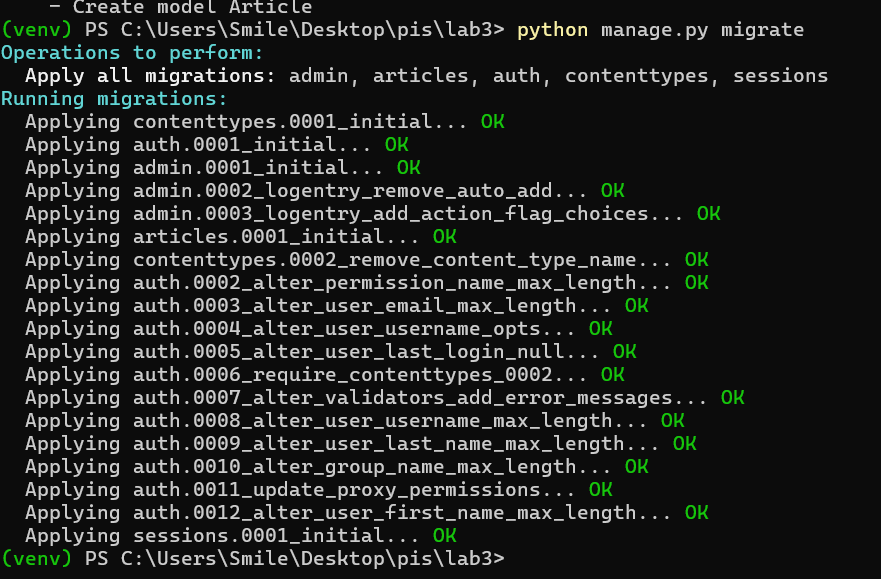 - Create model Article
(venv) PS C:\Users\Smile\Desktop\pis\lab3> python manage.py migrate
Operations to perform:
  Apply all migrations: admin, articles, auth, contenttypes, sessions
Running migrations:
  Applying contenttypes.0001_initial... OK
  Applying auth.0001_initial... OK
  Applying admin.0001_initial... OK
  Applying admin.0002_logentry_remove_auto_add... OK
  Applying admin.0003_logentry_add_action_flag_choices... OK
  Applying articles.0001_initial... OK
  Applying contenttypes.0002_remove_content_type_name... OK
  Applying auth.0002_alter_permission_name_max_length... OK
  Applying auth.0003_alter_user_email_max_length... OK
  Applying auth.0004_alter_user_username_opts... OK
  Applying auth.0005_alter_user_last_login_null... OK
  Applying auth.0006_require_contenttypes_0002... OK
  Applying auth.0007_alter_validators_add_error_messages... OK
  Applying auth.0008_alter_user_username_max_length... OK
  Applying auth.0009_alter_user_last_name_max_length... OK
  Applying auth.0010_alter_group_name_max_length... OK
  Applying auth.0011_update_proxy_permissions... OK
  Applying auth.0012_alter_user_first_name_max_length... OK
  Applying sessions.0001_initial... OK
(venv) PS C:\Users\Smile\Desktop\pis\lab3>